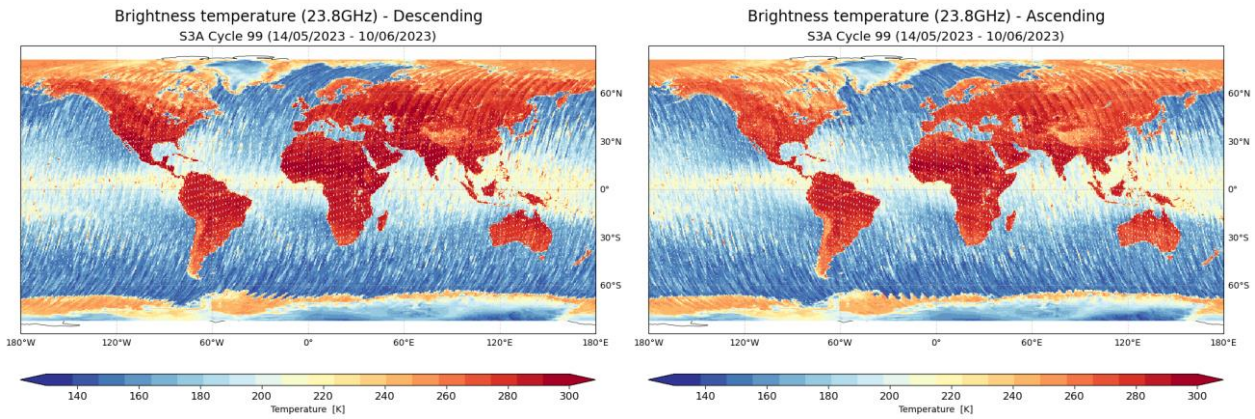 Brightness temperature (23.8GHz) - Descending
S3A Cycle 99 (14/05/2023 - 10/06/2023)
60°N
30°N
0°
30°S
60°S
180°W 120°W 60°W 0° 60°E 120°E 180°E
140 160 180 200 220 240 260 280 300
Temperature [K]
Brightness temperature (23.8GHz) - Ascending
S3A Cycle 99 (14/05/2023 - 10/06/2023)
60°N
30°N
0°
30°S
60°S
180°W 120°W 60°W 0° 60°E 120°E 180°E
140 160 180 200 220 240 260 280 300
Temperature [K]